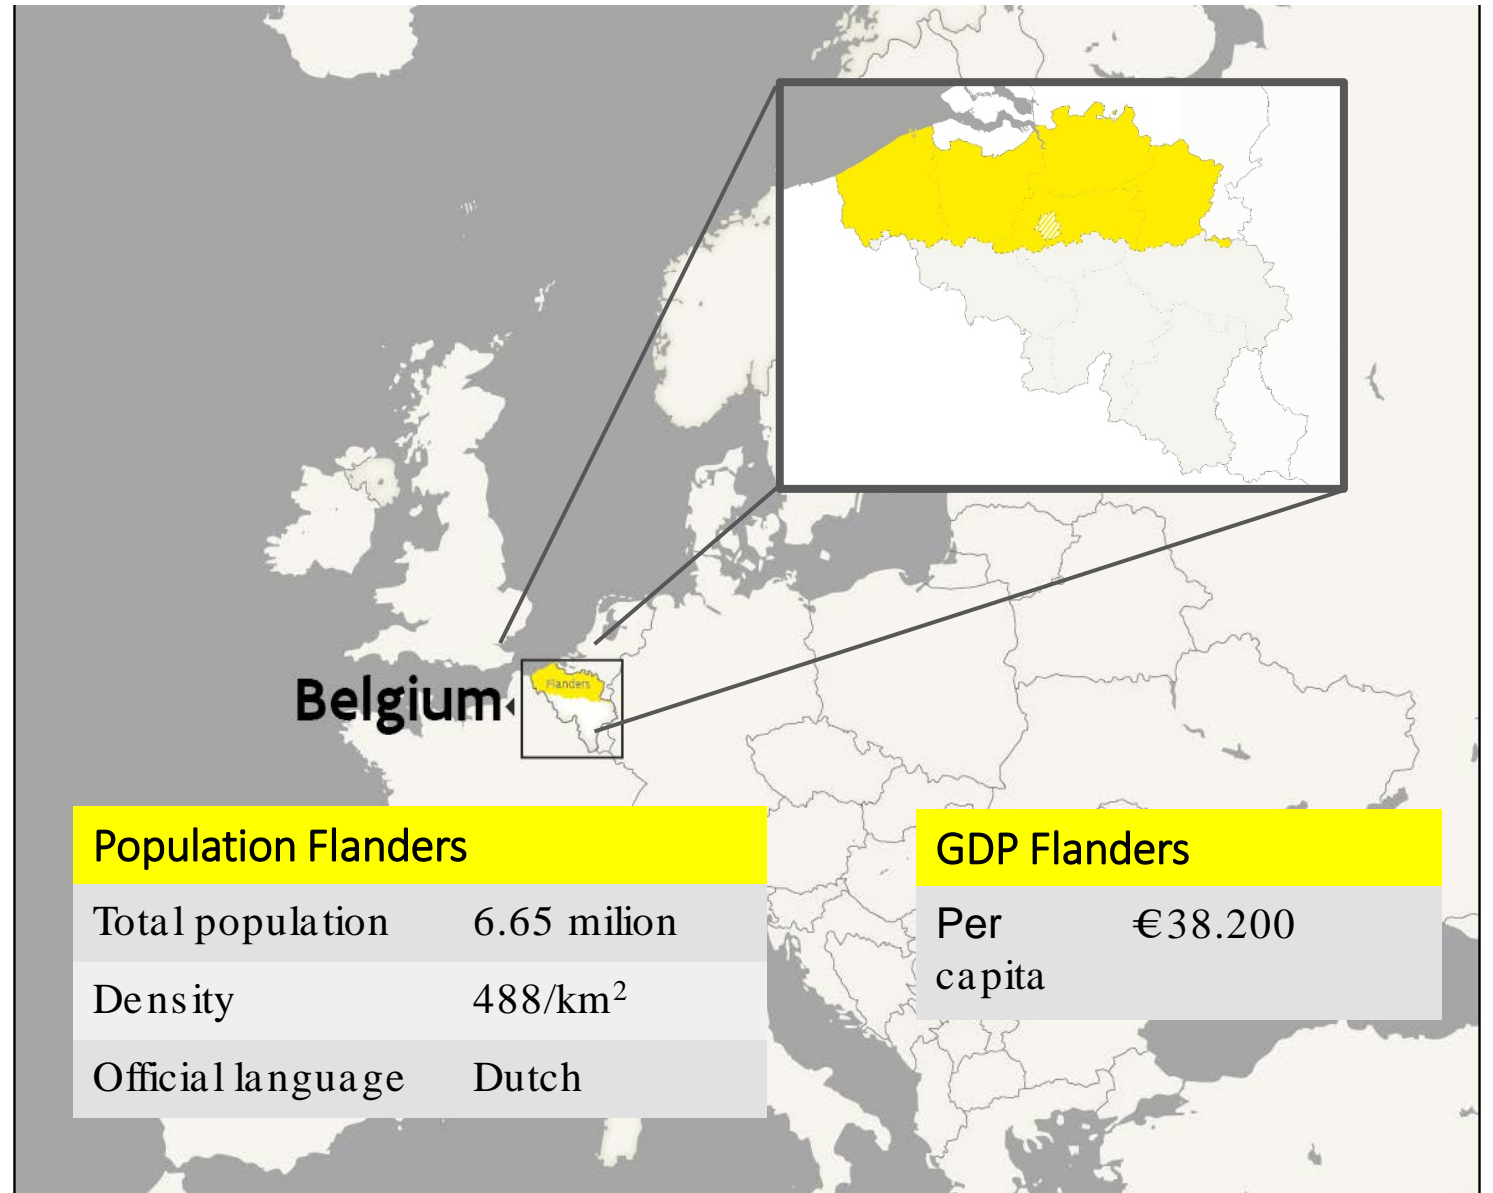 Flanders
Belgium
Population Flanders
Total population 6.65 milion
Density 488/km²
Official language Dutch
GDP Flanders
Per €38.200
capita